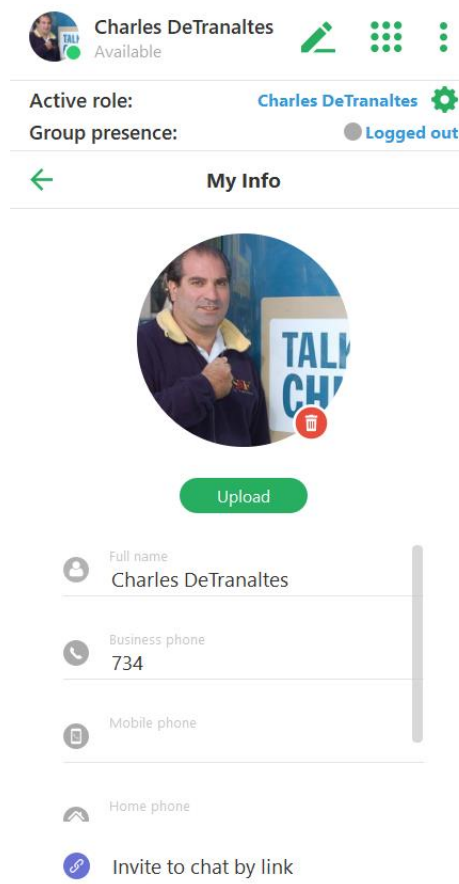 Charles DeTranaltes
Available
Active role: Charles DeTranaltes
Group presence: Logged out
My Info
TALK
Upload
Full name
Charles DeTranaltes
Business phone
734
Mobile phone
Home phone
Invite to chat by link